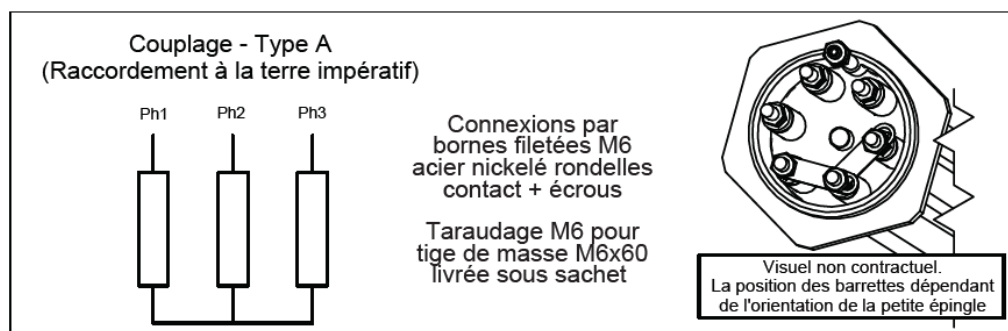 Couplage - Type A
(Raccordement à la terre impératif)
Ph1 Ph2 Ph3
Connexions par
bornes filetées M6
acier nickelé rondelles
contact + écrous
Taraudage M6 pour
tige de masse M6x60
livrée sous sachet
Visuel non contractuel.
La position des barrettes dépendant
de l'orientation de la petite épingle